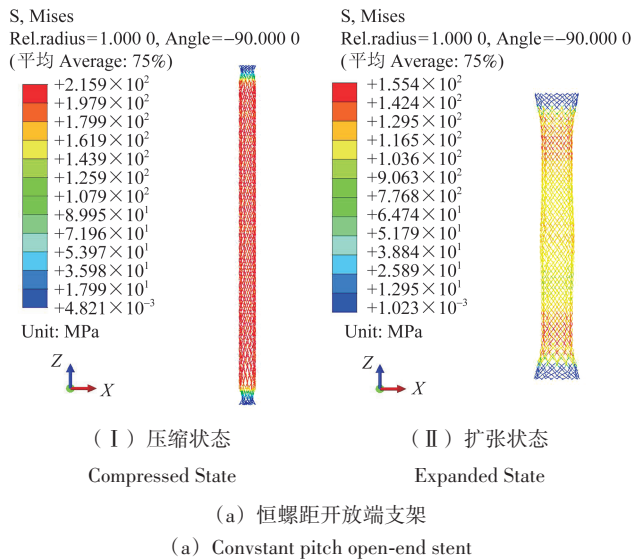 S, Mises
Rel.radius=1.000 0, Angle=−90.000 0
(平均 Average: 75%)
+2.159×10²
+1.979×10²
+1.799×10²
+1.619×10²
+1.439×10²
+1.259×10²
+1.079×10²
+8.995×10¹
+7.196×10¹
+5.397×10¹
+3.598×10¹
+1.799×10¹
+4.821×10⁻³
Unit: MPa
Z
X
(Ⅰ) 压缩状态
Compressed State
S, Mises
Rel.radius=1.000 0, Angle=−90.000 0
(平均 Average: 75%)
+1.554×10²
+1.424×10²
+1.295×10²
+1.165×10²
+1.036×10²
+9.063×10¹
+7.768×10¹
+6.474×10¹
+5.179×10¹
+3.884×10¹
+2.589×10¹
+1.295×10¹
+1.023×10⁻³
Unit: MPa
Z
X
(Ⅱ) 扩张状态
Expanded State
(a) 恒螺距开放端支架
(a) Convstant pitch open-end stent